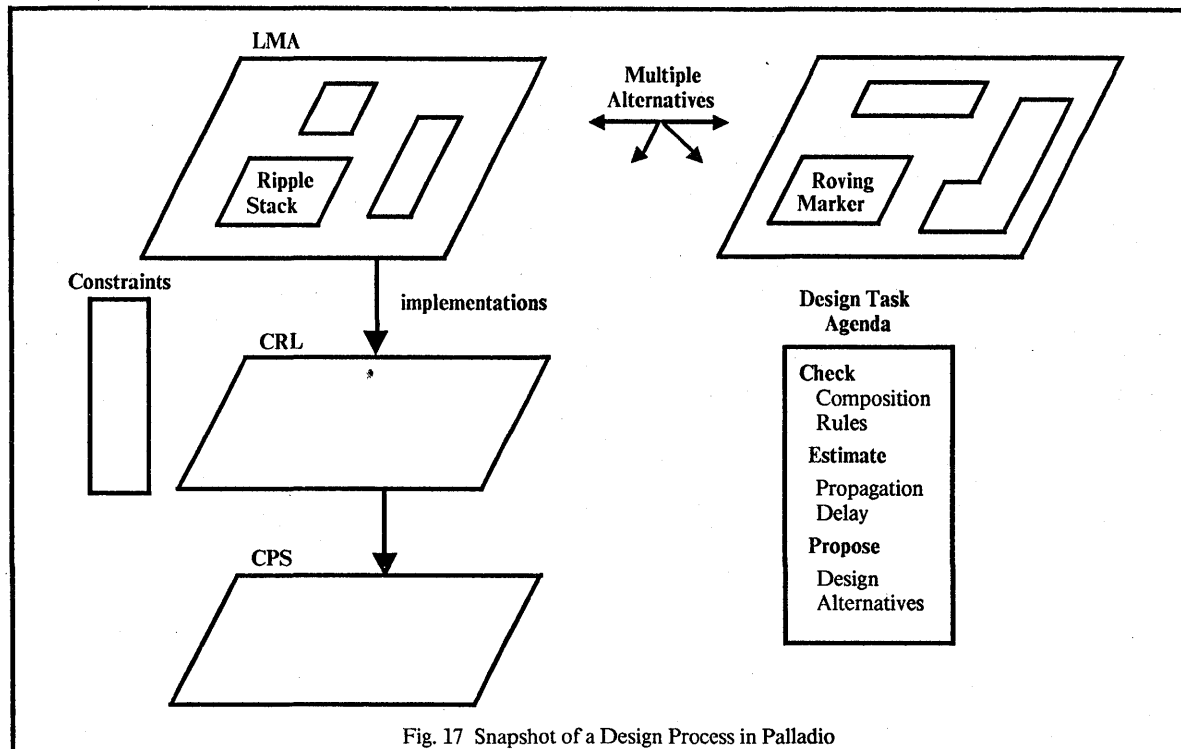 LMA
Multiple
Alternatives
Ripple
Stack
Roving
Marker
Constraints
implementations
CRL
CPS
Design Task
Agenda
Check
Composition
Rules
Estimate
Propagation
Delay
Propose
Design
Alternatives
Fig. 17 Snapshot of a Design Process in Palladio